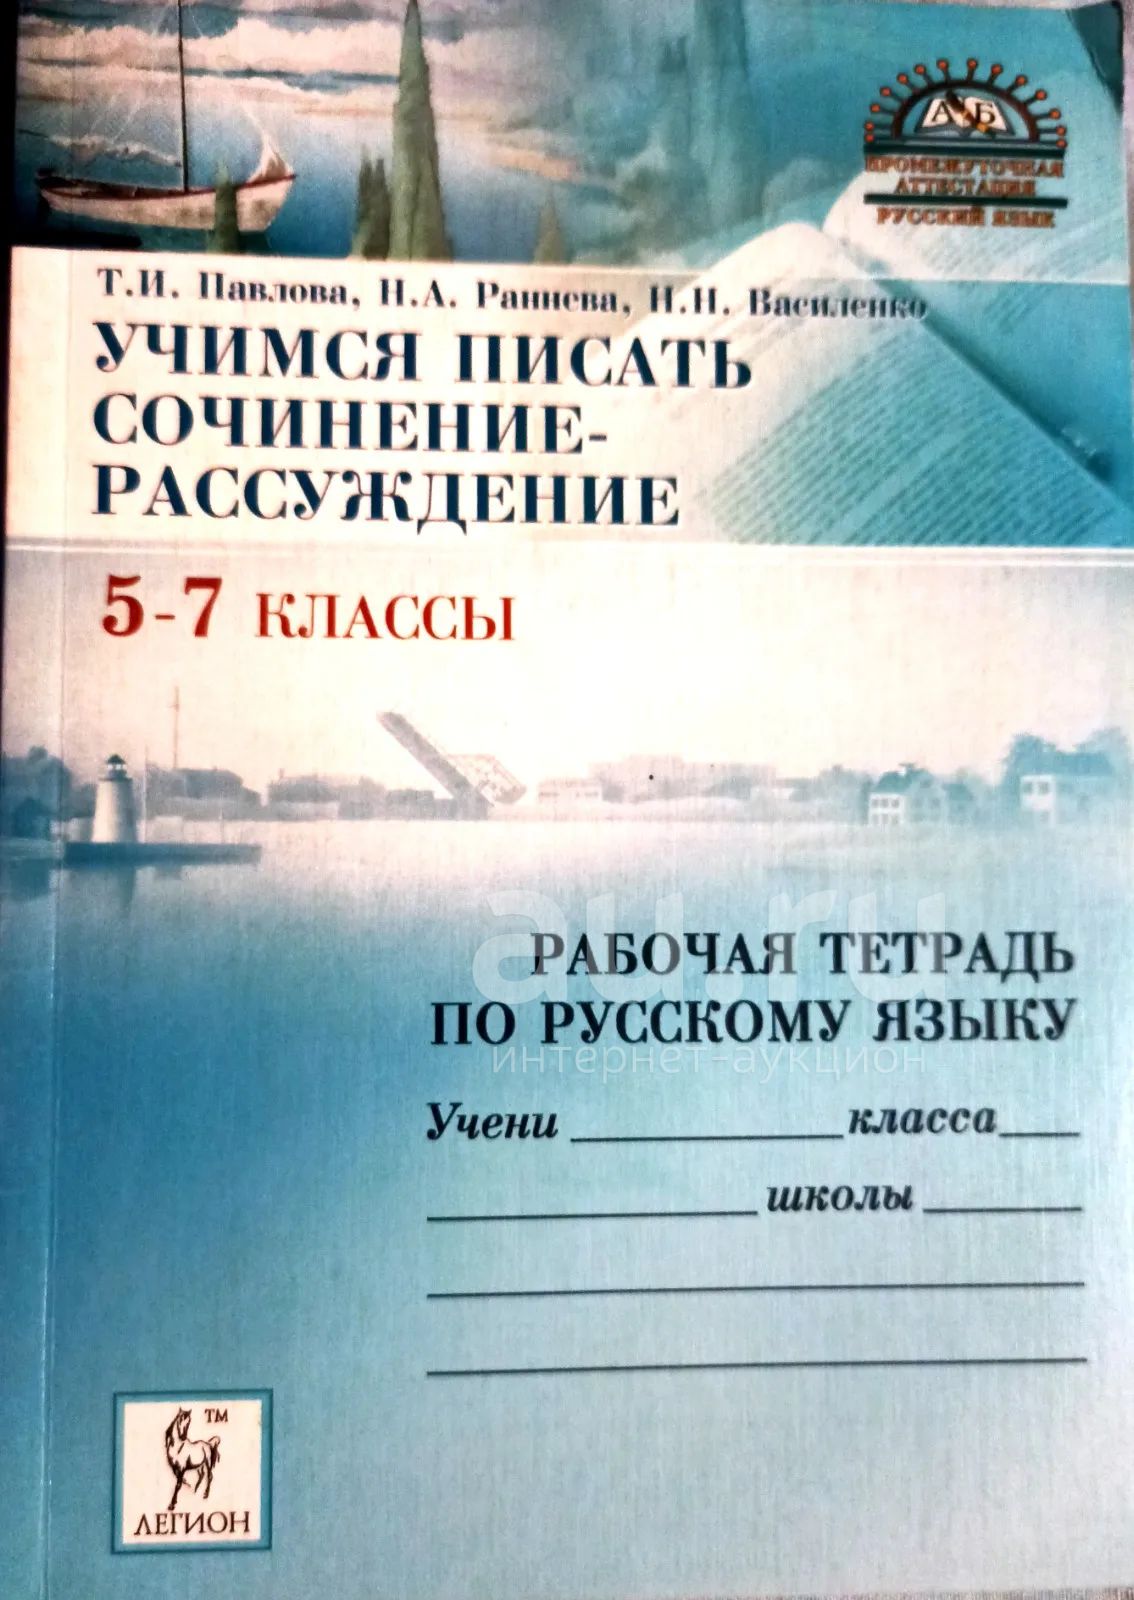 А Б
ПРОМЕЖУТОЧНАЯ
АТТЕСТАЦИЯ
РУССКИЙ ЯЗЫК
Т.И. Павлова, Н.А. Раннева, Н.Н. Василенко
УЧИМСЯ ПИСАТЬ
СОЧИНЕНИЕ-
РАССУЖДЕНИЕ
5-7 КЛАССЫ
au.ru
интернет-аукцион
РАБОЧАЯ ТЕТРАДЬ
ПО РУССКОМУ ЯЗЫКУ
Учени класса
школы
TM
ЛЕГИОН